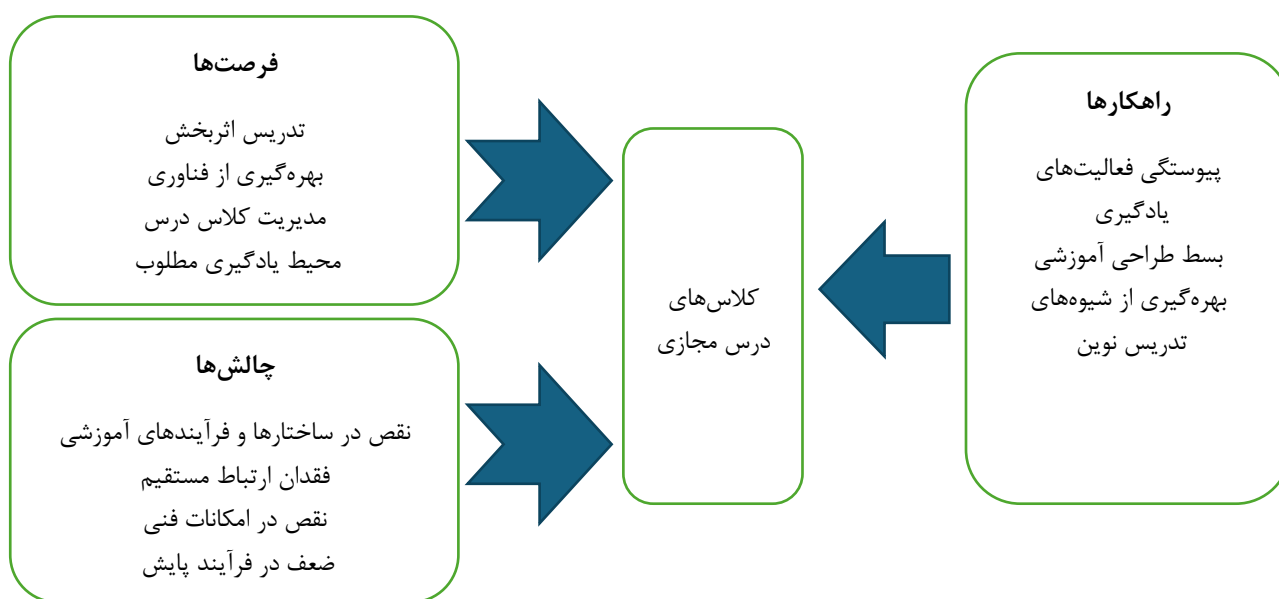 فرصت‌ها
تدریس اثربخش
بهره‌گیری از فناوری
مدیریت کلاس درس
محیط یادگیری مطلوب
چالش‌ها
نقص در ساختارها و فرآیندهای آموزشی
فقدان ارتباط مستقیم
نقص در امکانات فنی
ضعف در فرآیند پایش
کلاس‌های
درس مجازی
راهکارها
پیوستگی فعالیت‌های
یادگیری
بسط طراحی آموزشی
بهره‌گیری از شیوه‌های
تدریس نوین